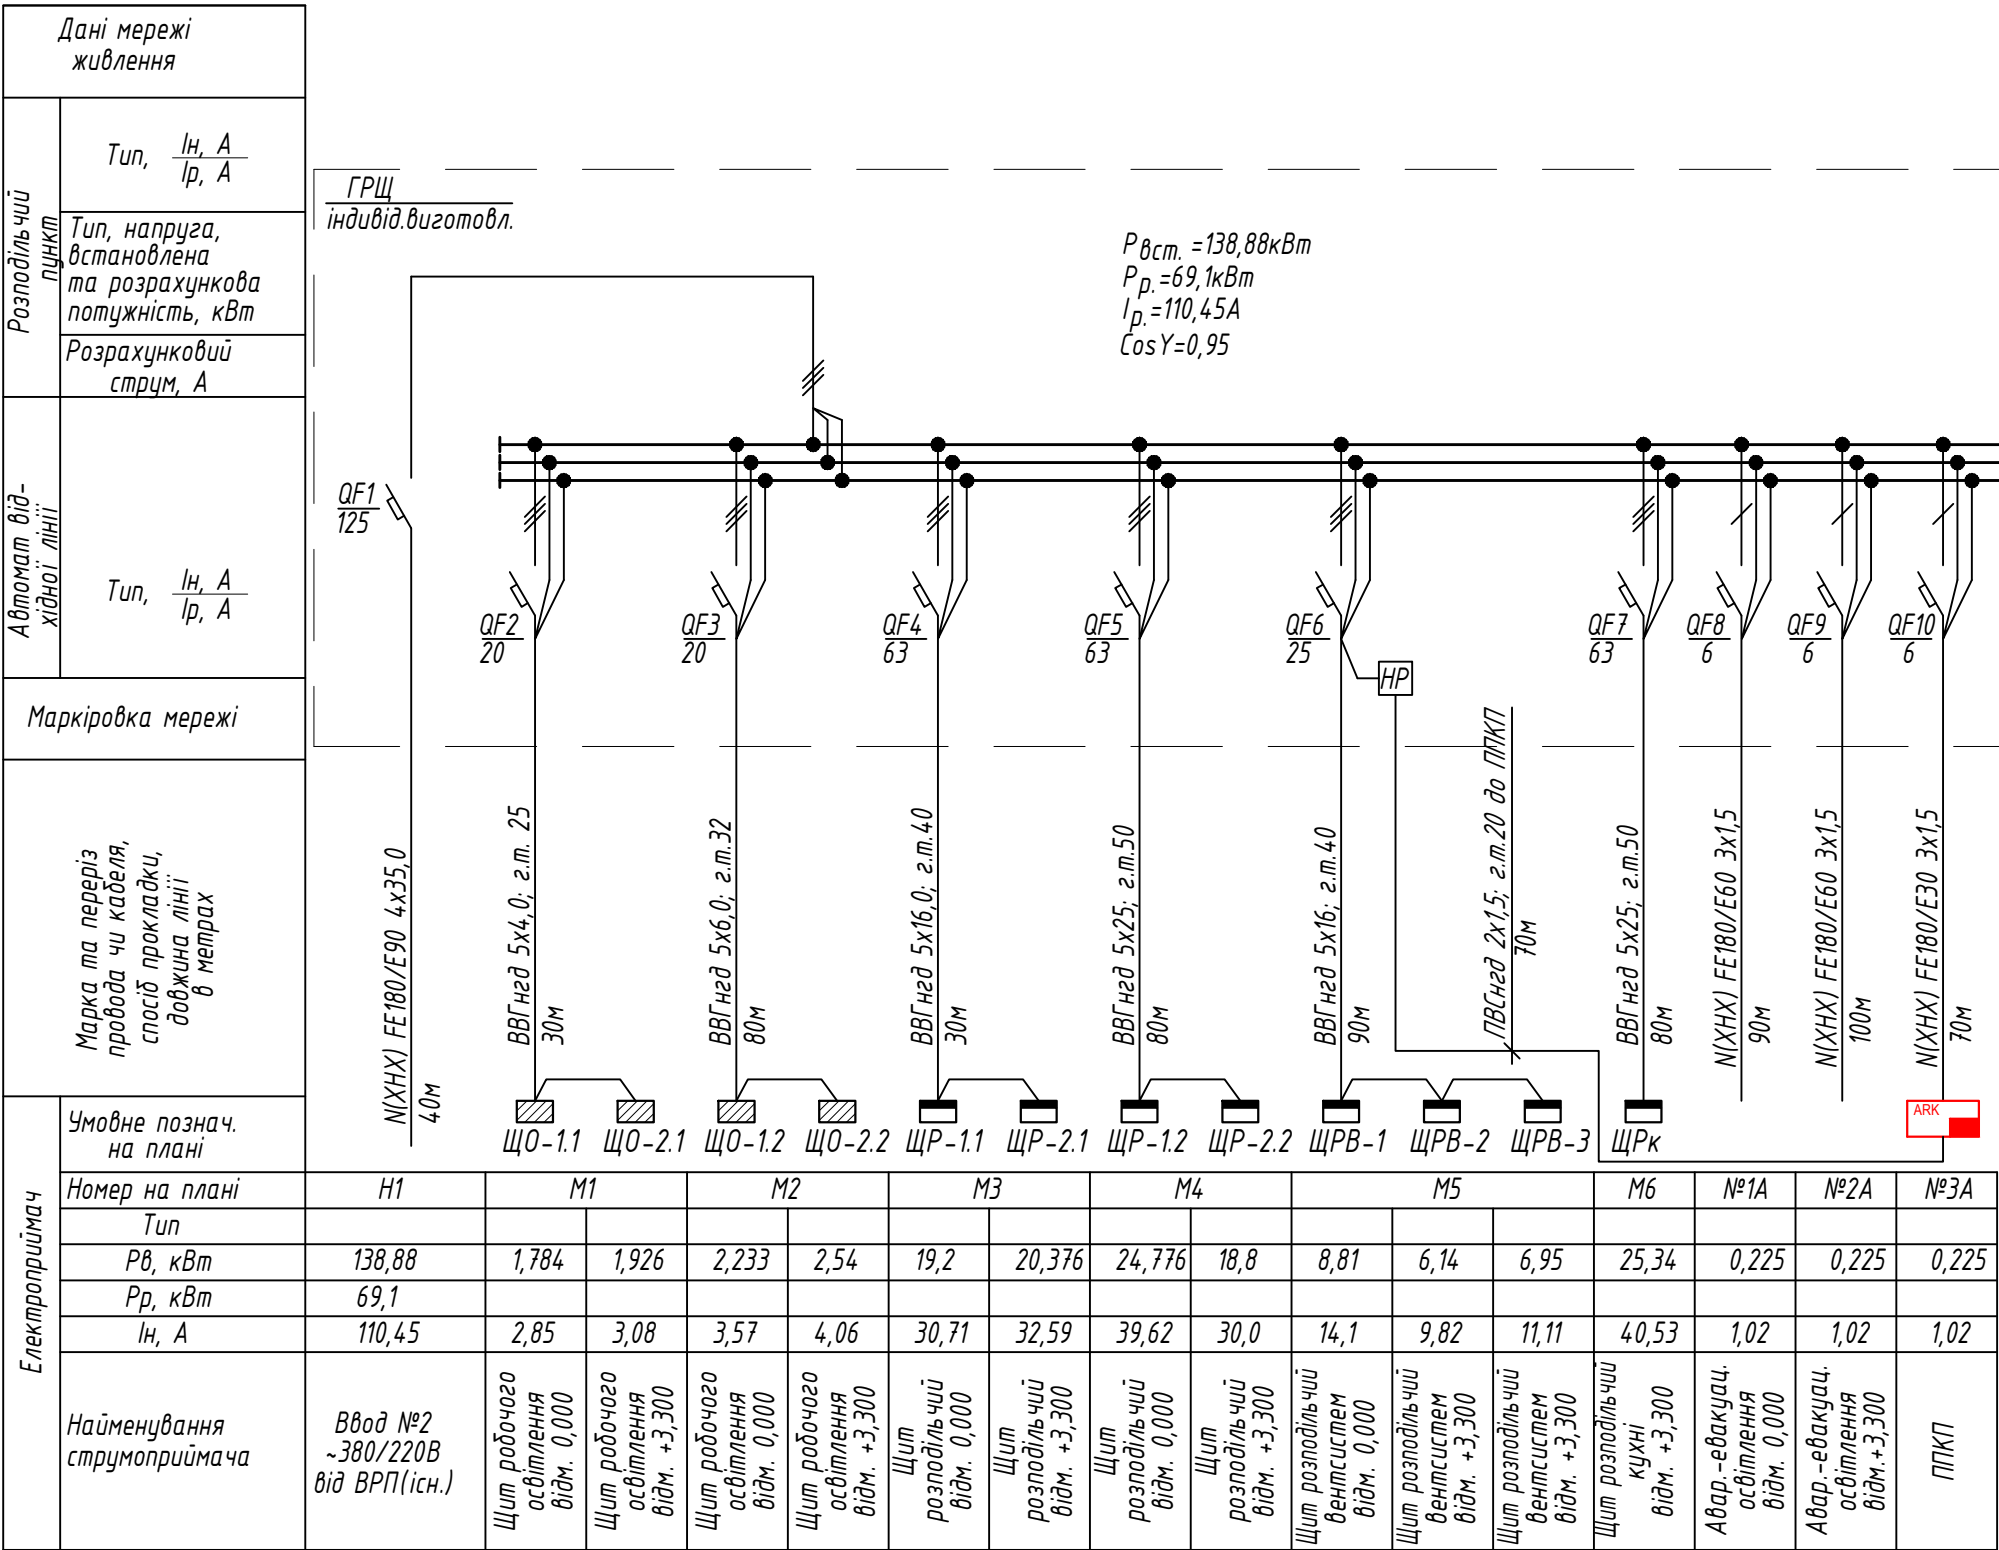 Дані мережі
живлення
Розподільчий
пункт
Тип, Ін, А
Ір, А
Тип, напруга,
встановлена
та розрахункова
потужність, кВт
Розрахунковий
струм, А
Автомат від-
хідної лінії
Тип, Ін, А
Ір, А
Маркіровка мережі
Марка та переріз
провода чи кабеля,
спосіб прокладки,
довжина лінії
в метрах
ГРЩ
індивід.виготовл.
Рвст. =138,88кВт
Рр.=69,1кВт
Ір.=110,45А
CosY=0,95
QF1
125
QF2
20
QF3
20
QF4
63
QF5
63
QF6
25
НР
QF7
63
QF8
6
QF9
6
QF10
6
N(XHX) FE180/E90 4x35,0
40м
ВВГнгд 5х4,0; г.т. 25
30м
ВВГнгд 5х6,0; г.т.32
80м
ВВГнгд 5х16,0; г.т.40
30м
ВВГнгд 5х25; г.т.50
80м
ВВГнгд 5х16; г.т.40
90м
ПВСнгд 2х1,5; г.т.20 до ППКП
70м
ВВГнгд 5х25; г.т.50
80м
N(XHX) FE180/E60 3x1,5
90м
N(XHX) FE180/E60 3x1,5
100м
N(XHX) FE180/E30 3x1,5
70м
ARK
Електроприймач
Умовне познач.
на плані
ЩО-1.1 ЩО-2.1 ЩО-1.2 ЩО-2.2 ЩР-1.1 ЩР-2.1 ЩР-1.2 ЩР-2.2 ЩРВ-1 ЩРВ-2 ЩРВ-3 ЩРк
Номер на плані Н1 М1 М2 М3 М4 М5 М6 №1А №2А №3А
Тип
Рв, кВт 138,88 1,784 1,926 2,233 2,54 19,2 20,376 24,776 18,8 8,81 6,14 6,95 25,34 0,225 0,225 0,225
Рр, кВт 69,1
Ін, А 110,45 2,85 3,08 3,57 4,06 30,71 32,59 39,62 30,0 14,1 9,82 11,11 40,53 1,02 1,02 1,02
Найменування
струмоприймача
Ввод №2
~380/220В
від ВРП(існ.)
Щит робочого
освітлення
відм. 0,000
Щит робочого
освітлення
відм. +3,300
Щит робочого
освітлення
відм. 0,000
Щит робочого
освітлення
відм. +3,300
Щит
розподільчий
відм. 0,000
Щит
розподільчий
відм. +3,300
Щит
розподільчий
відм. 0,000
Щит
розподільчий
відм. +3,300
Щит розподільчий
вентсистем
відм. 0,000
Щит розподільчий
вентсистем
відм. +3,300
Щит розподільчий
вентсистем
відм. +3,300
Щит розподільчий
кухні
відм. +3,300
Авар.-евакуац.
освітлення
відм. 0,000
Авар.-евакуац.
освітлення
відм.+3,300
ППКП